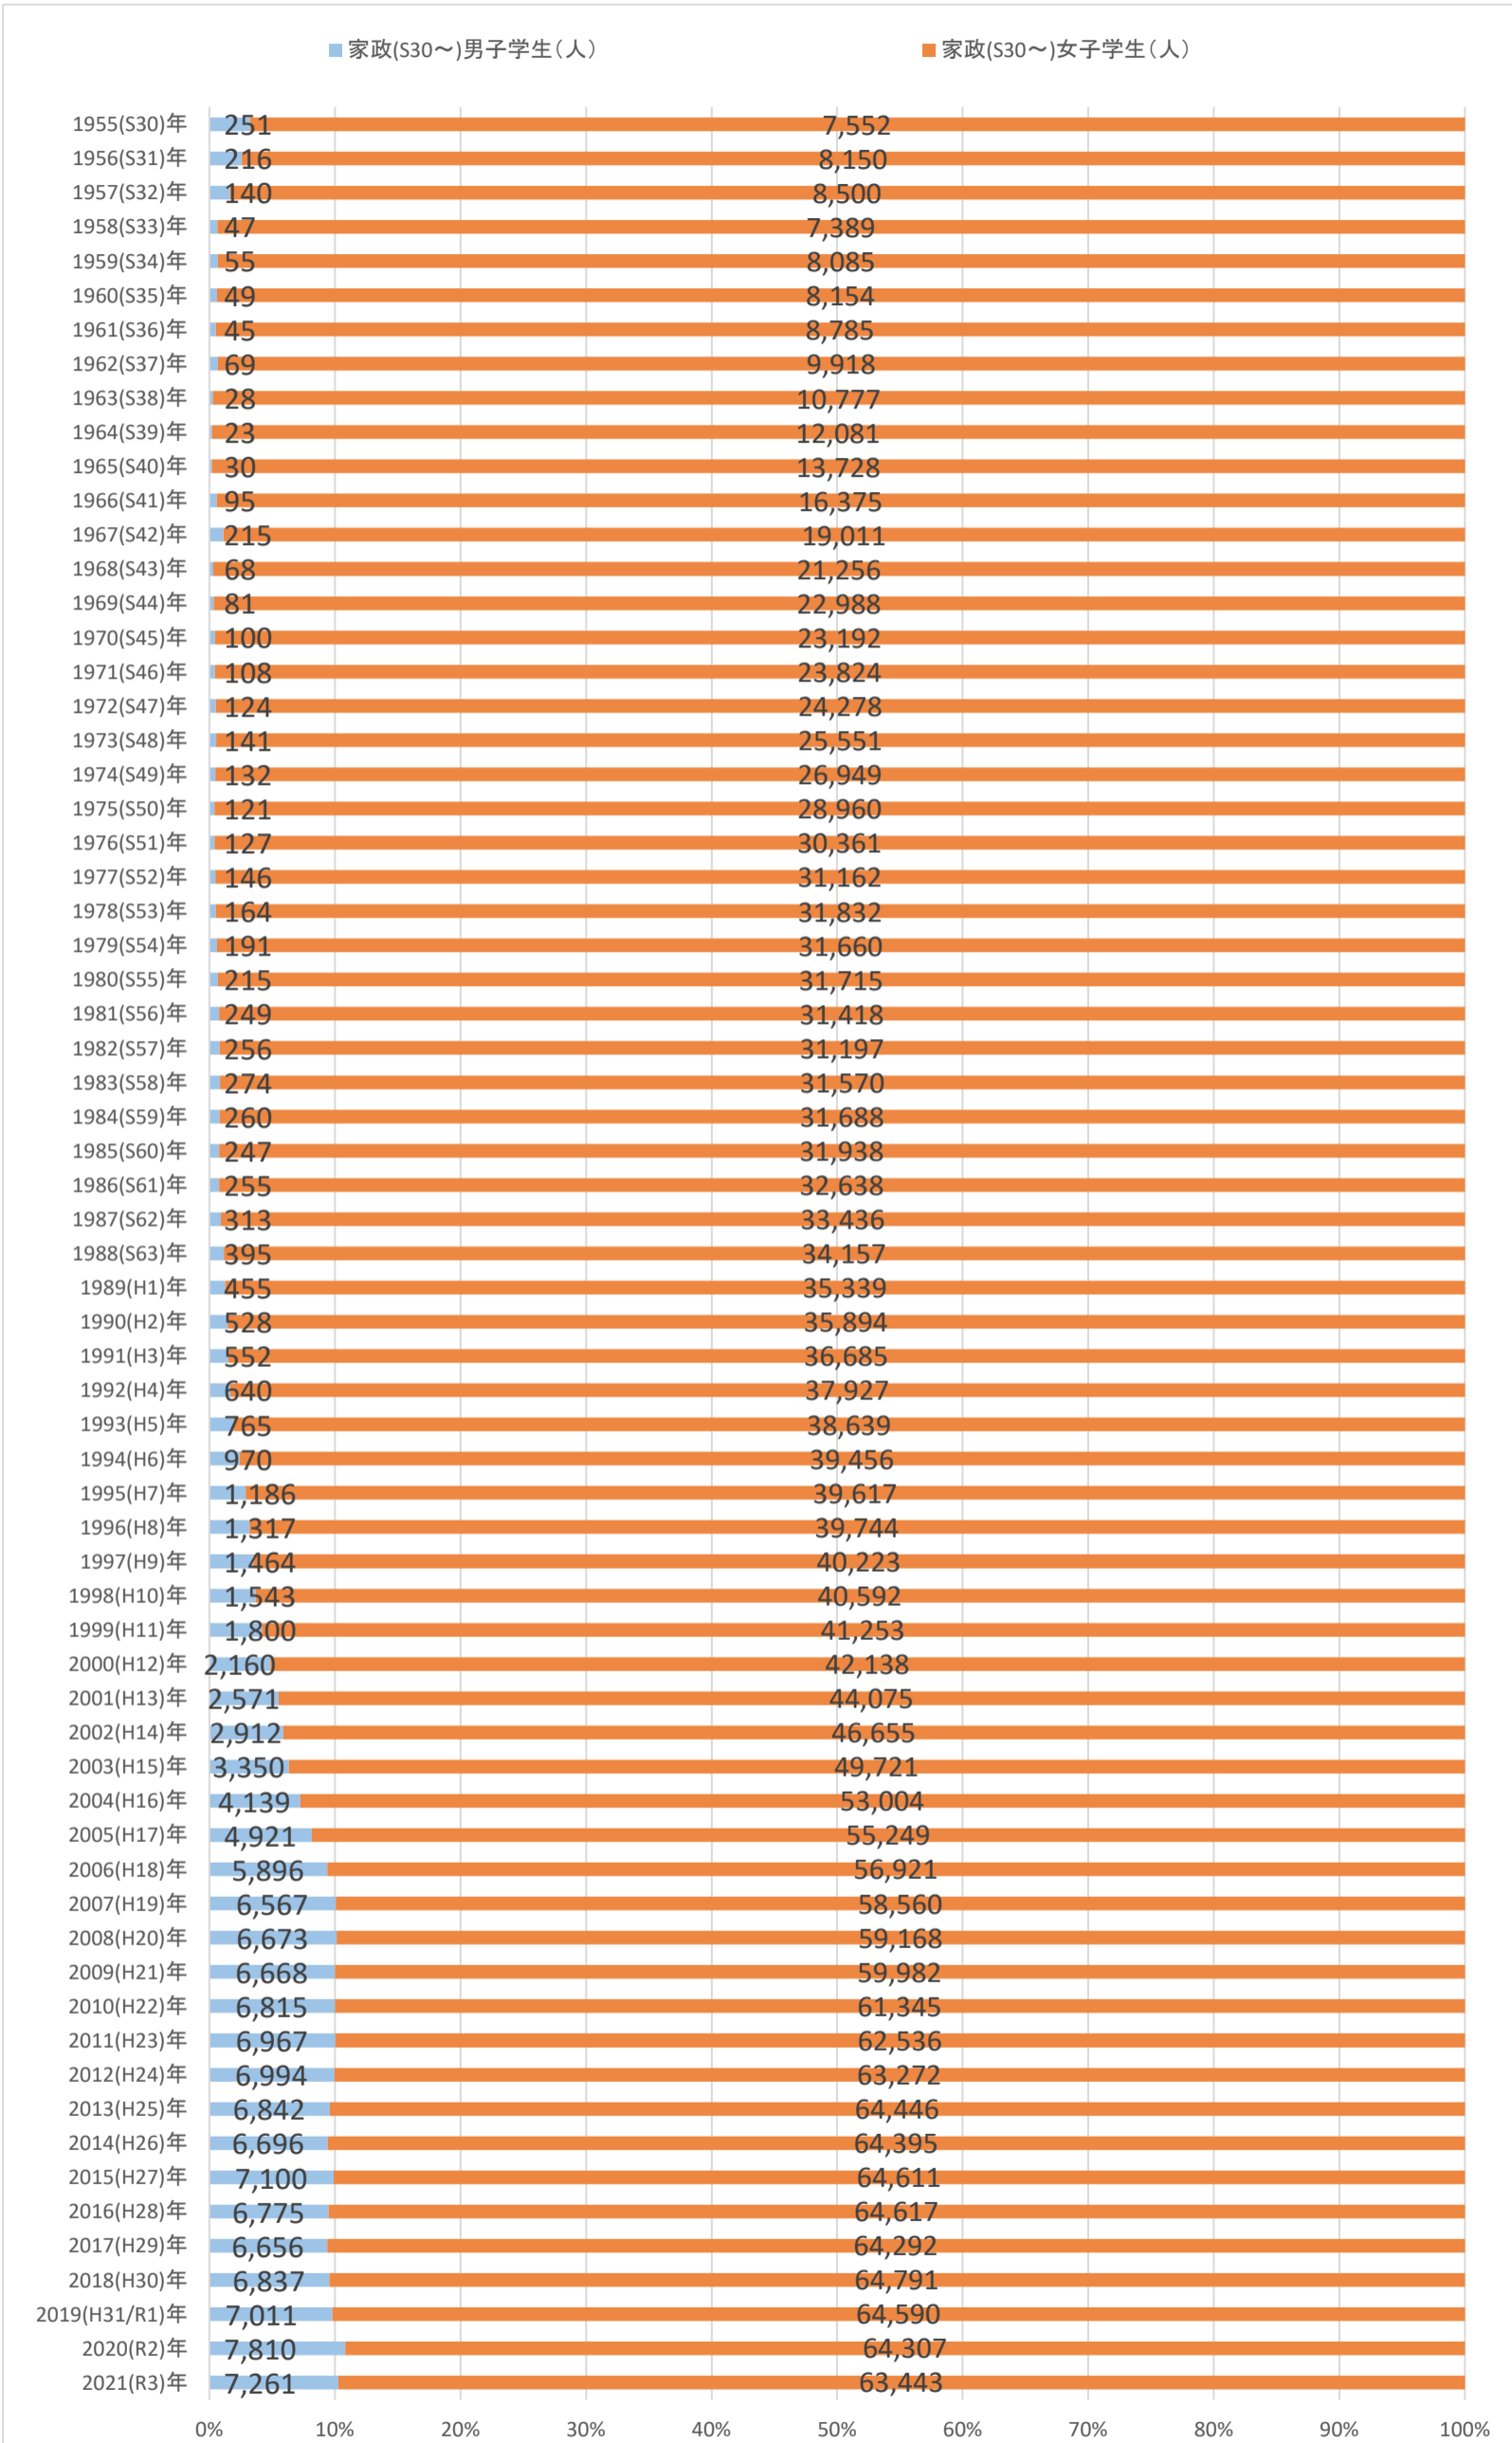 家政(S30～)男子学生（人） 家政(S30～)女子学生（人）
1955(S30)年 251 7,552
1956(S31)年 216 8,150
1957(S32)年 140 8,500
1958(S33)年 47 7,389
1959(S34)年 55 8,085
1960(S35)年 49 8,154
1961(S36)年 45 8,785
1962(S37)年 69 9,918
1963(S38)年 28 10,777
1964(S39)年 23 12,081
1965(S40)年 30 13,728
1966(S41)年 95 16,375
1967(S42)年 215 19,011
1968(S43)年 68 21,256
1969(S44)年 81 22,988
1970(S45)年 100 23,192
1971(S46)年 108 23,824
1972(S47)年 124 24,278
1973(S48)年 141 25,551
1974(S49)年 132 26,949
1975(S50)年 121 28,960
1976(S51)年 127 30,361
1977(S52)年 146 31,162
1978(S53)年 164 31,832
1979(S54)年 191 31,660
1980(S55)年 215 31,715
1981(S56)年 249 31,418
1982(S57)年 256 31,197
1983(S58)年 274 31,570
1984(S59)年 260 31,688
1985(S60)年 247 31,938
1986(S61)年 255 32,638
1987(S62)年 313 33,436
1988(S63)年 395 34,157
1989(H1)年 455 35,339
1990(H2)年 528 35,894
1991(H3)年 552 36,685
1992(H4)年 640 37,927
1993(H5)年 765 38,639
1994(H6)年 970 39,456
1995(H7)年 1,186 39,617
1996(H8)年 1,317 39,744
1997(H9)年 1,464 40,223
1998(H10)年 1,543 40,592
1999(H11)年 1,800 41,253
2000(H12)年 2,160 42,138
2001(H13)年 2,571 44,075
2002(H14)年 2,912 46,655
2003(H15)年 3,350 49,721
2004(H16)年 4,139 53,004
2005(H17)年 4,921 55,249
2006(H18)年 5,896 56,921
2007(H19)年 6,567 58,560
2008(H20)年 6,673 59,168
2009(H21)年 6,668 59,982
2010(H22)年 6,815 61,345
2011(H23)年 6,967 62,536
2012(H24)年 6,994 63,272
2013(H25)年 6,842 64,446
2014(H26)年 6,696 64,395
2015(H27)年 7,100 64,611
2016(H28)年 6,775 64,617
2017(H29)年 6,656 64,292
2018(H30)年 6,837 64,791
2019(H31/R1)年 7,011 64,590
2020(R2)年 7,810 64,307
2021(R3)年 7,261 63,443
0% 10% 20% 30% 40% 50% 60% 70% 80% 90% 100%